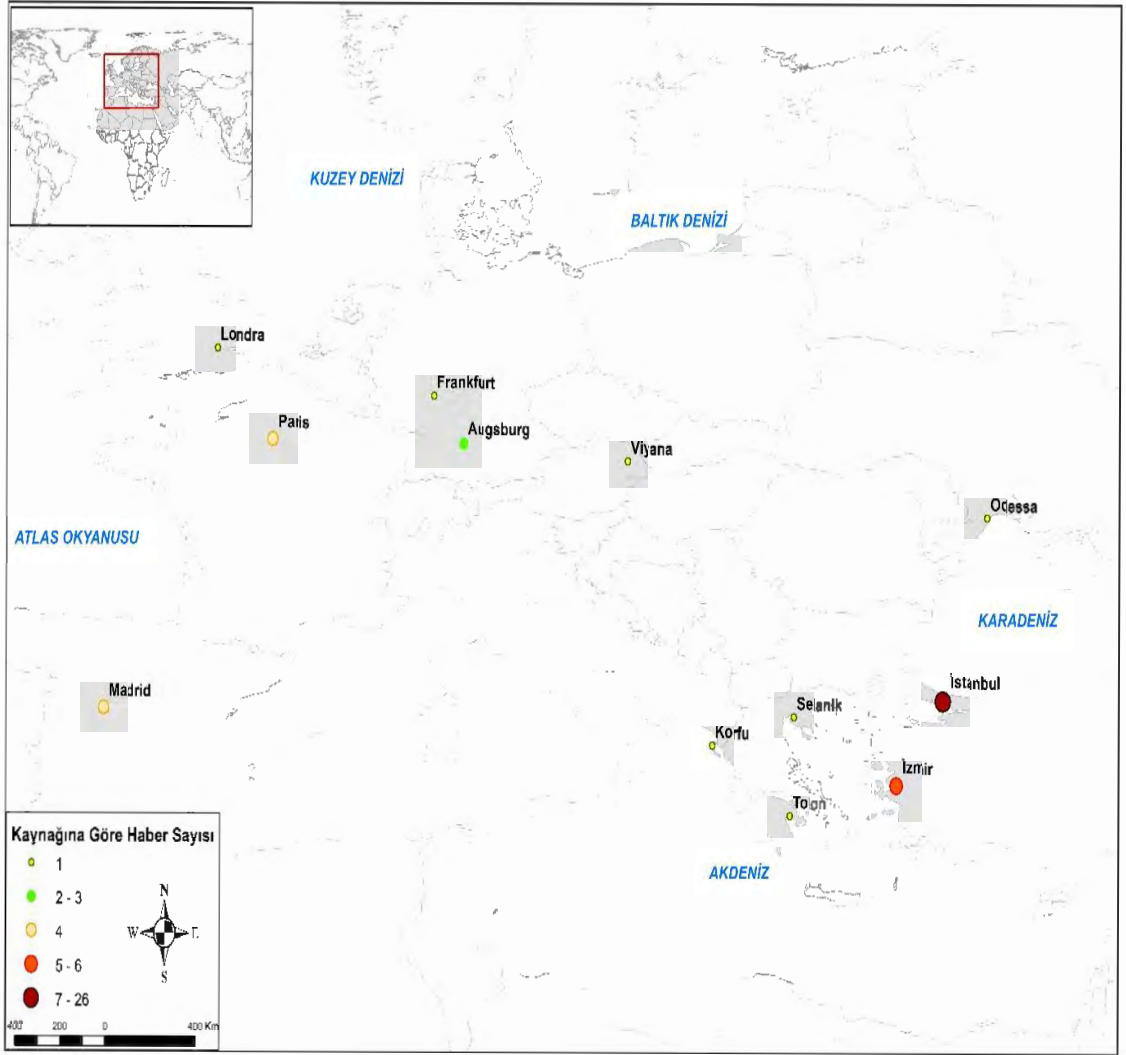 KUZEY DENİZİ
BALTIK DENİZİ
Londra
Frankfurt
Paris
Augsburg
Viyana
Odessa
ATLAS OKYANUSU
KARADENİZ
Madrid
İstanbul
Selanik
Korfu
İzmir
Tolon
AKDENİZ
Kaynağına Göre Haber Sayısı
1
2 - 3
4
5 - 6
7 - 26
N
W
E
S
400 200 0 400 Km